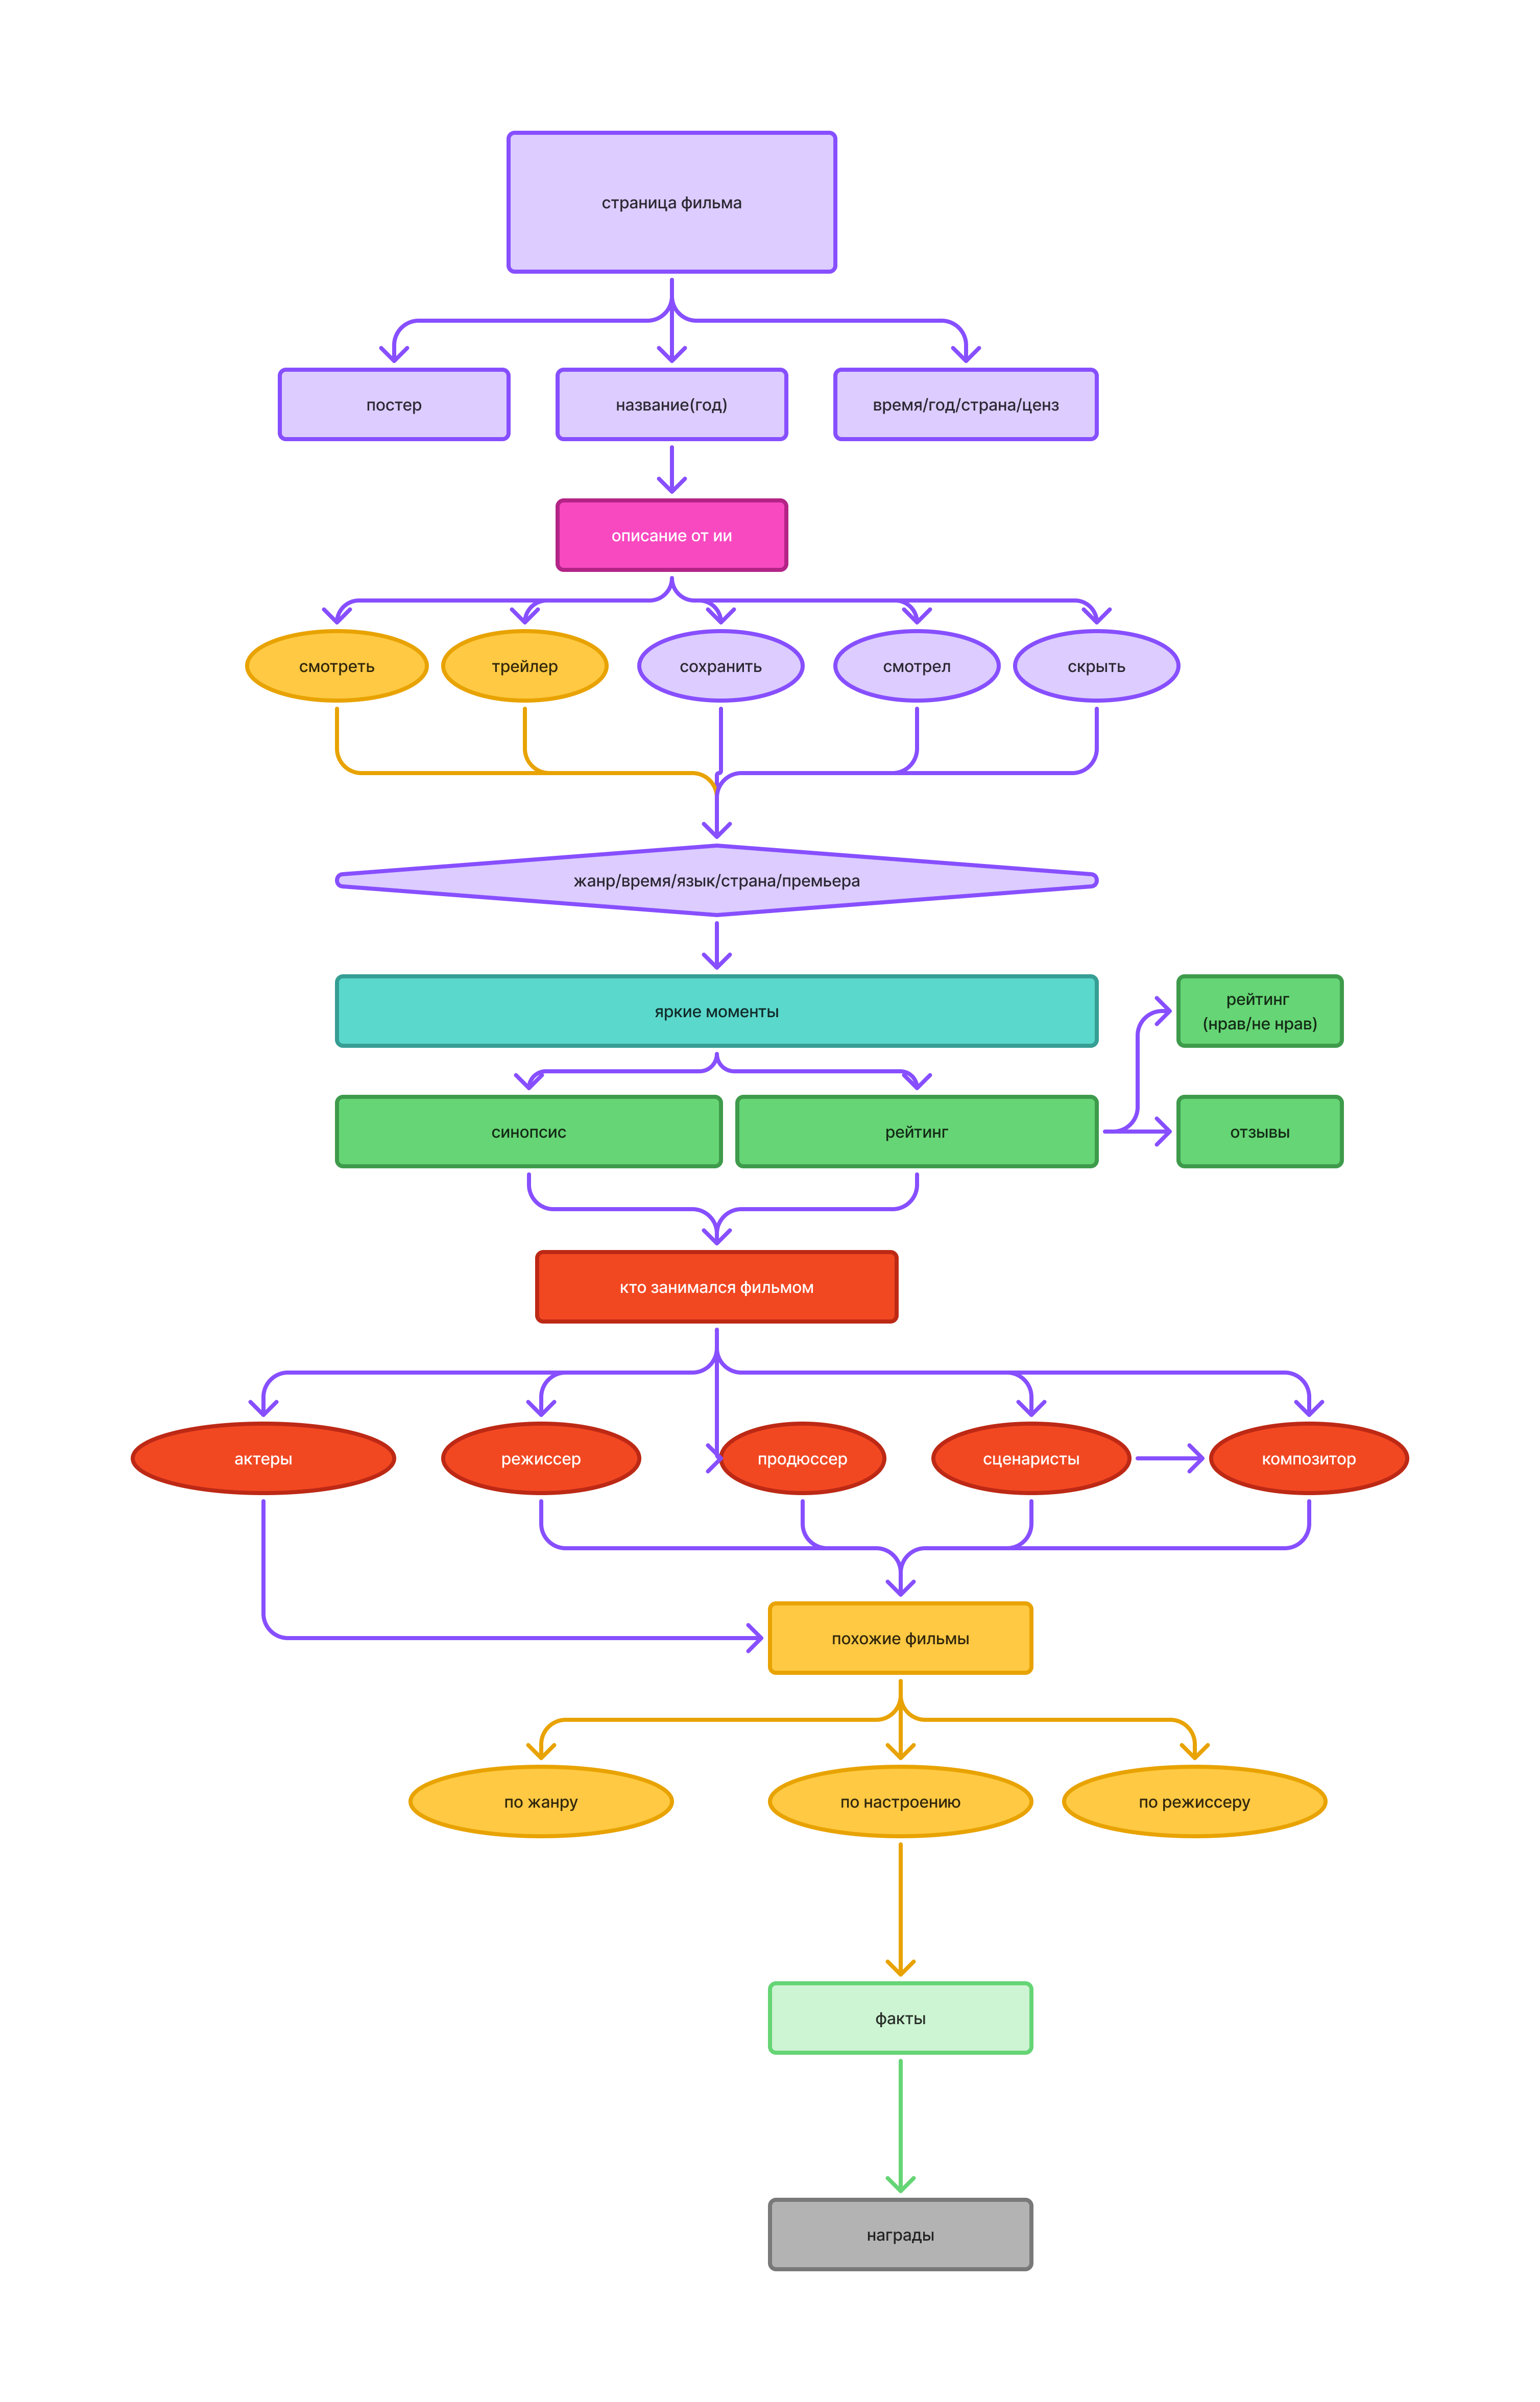 страница фильма
постер
название(год)
время/год/страна/ценз
описание от ии
смотреть
трейлер
сохранить
смотрел
скрыть
жанр/время/язык/страна/премьера
яркие моменты
рейтинг
(нрав/не нрав)
синопсис
рейтинг
отзывы
кто занимался фильмом
актеры
режиссер
продюссер
сценаристы
композитор
похожие фильмы
по жанру
по настроению
по режиссеру
факты
награды